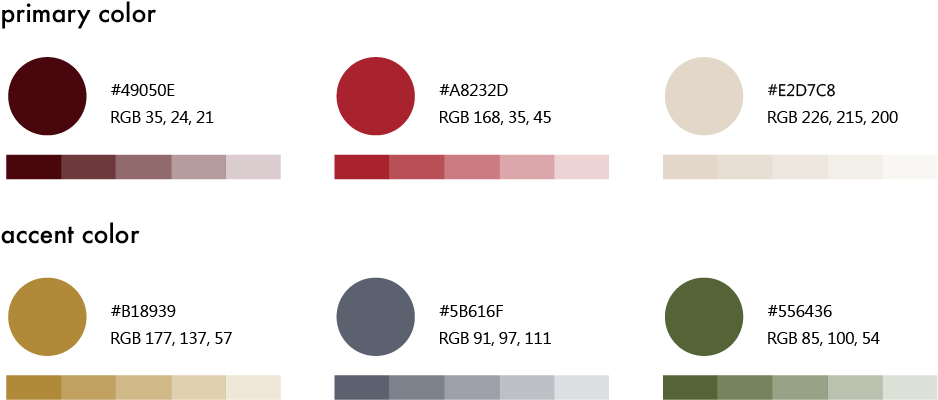 primary color
#49050E
RGB 35, 24, 21
#A8232D
RGB 168, 35, 45
#E2D7C8
RGB 226, 215, 200
accent color
#B18939
RGB 177, 137, 57
#5B616F
RGB 91, 97, 111
#556436
RGB 85, 100, 54